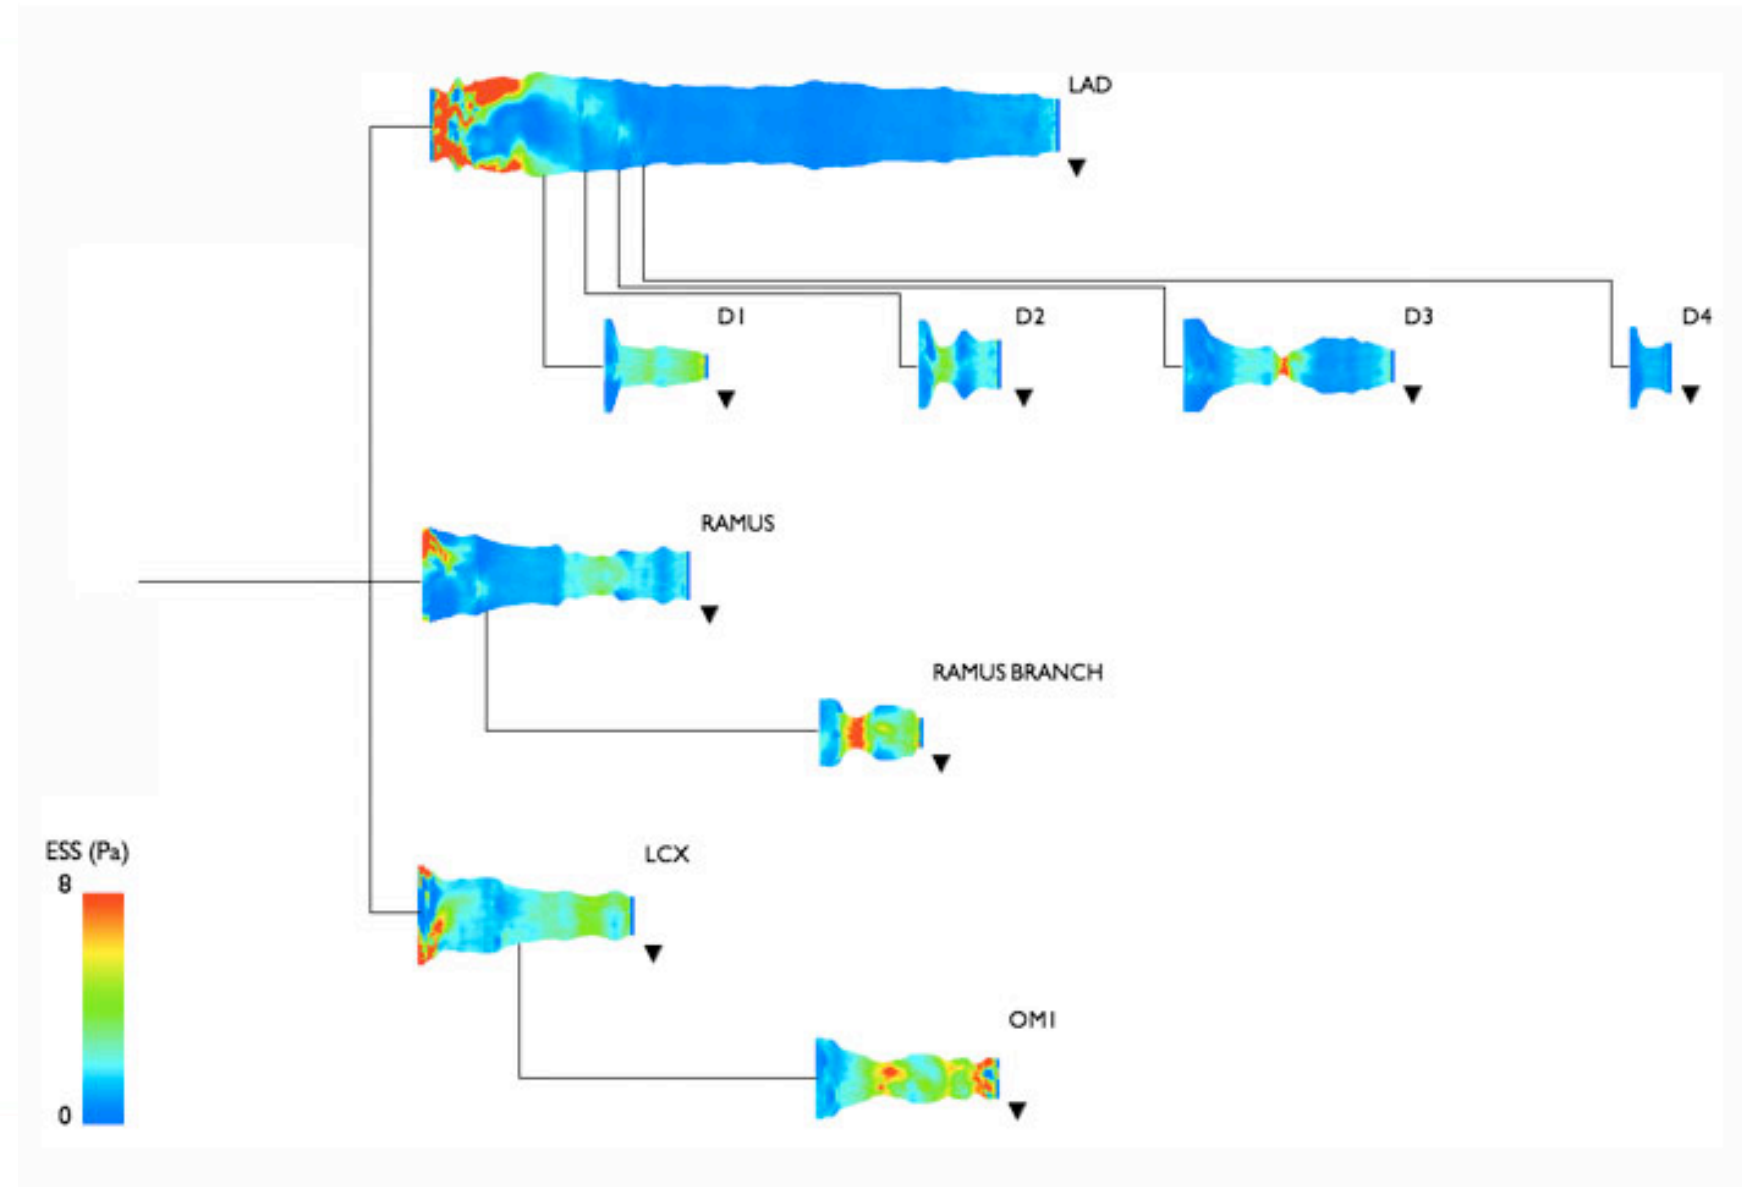 LAD
D1
D2
D3
D4
RAMUS
RAMUS BRANCH
ESS (Pa)
LCX
8
OM1
0